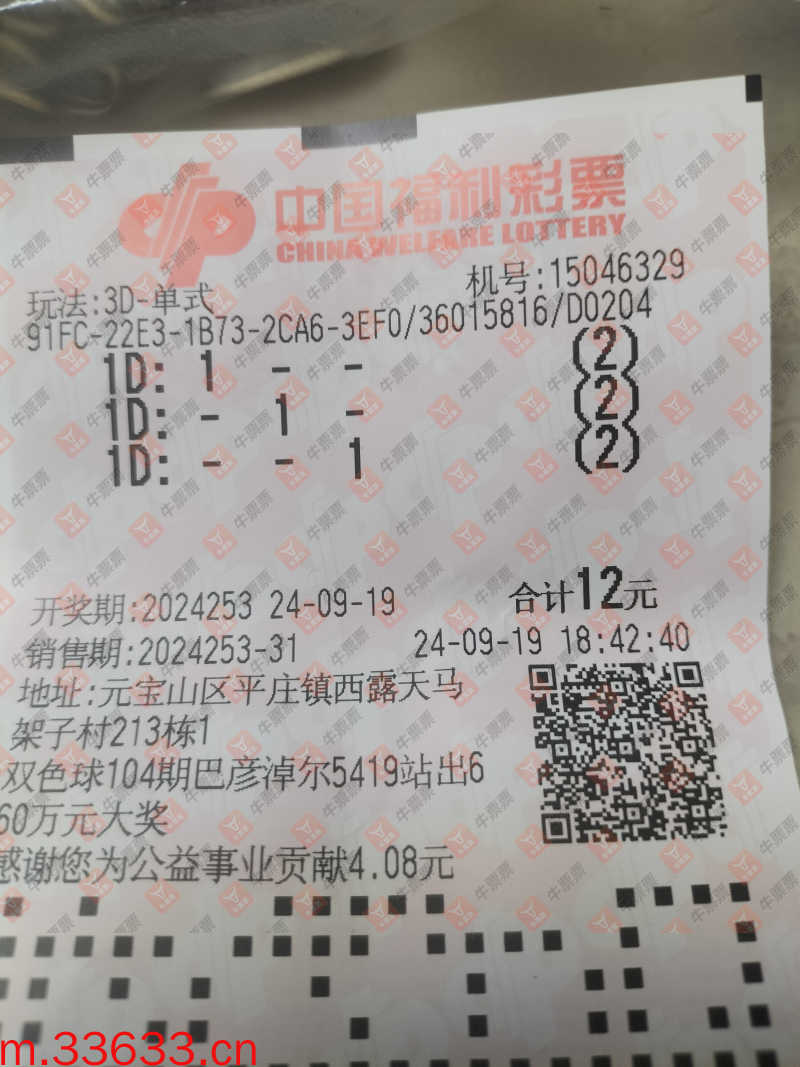 中国福利彩票
CHINA WELFARE LOTTERY
机号:15046329
玩法:3D-单式
91FC-22E3-1B73-2CA6-3EF0/36015816/D0204
1D: 1 - - (2)
1D: - 1 - (2)
1D: - - 1 (2)
合计12元
开奖期:2024253 24-09-19
销售期:2024253-31 24-09-19 18:42:40
地址:元宝山区平庄镇西露天马
架子村213栋1
双色球104期巴彦淖尔5419站出6
60万元大奖
感谢您为公益事业贡献4.08元
牛票票
m.33633.cn